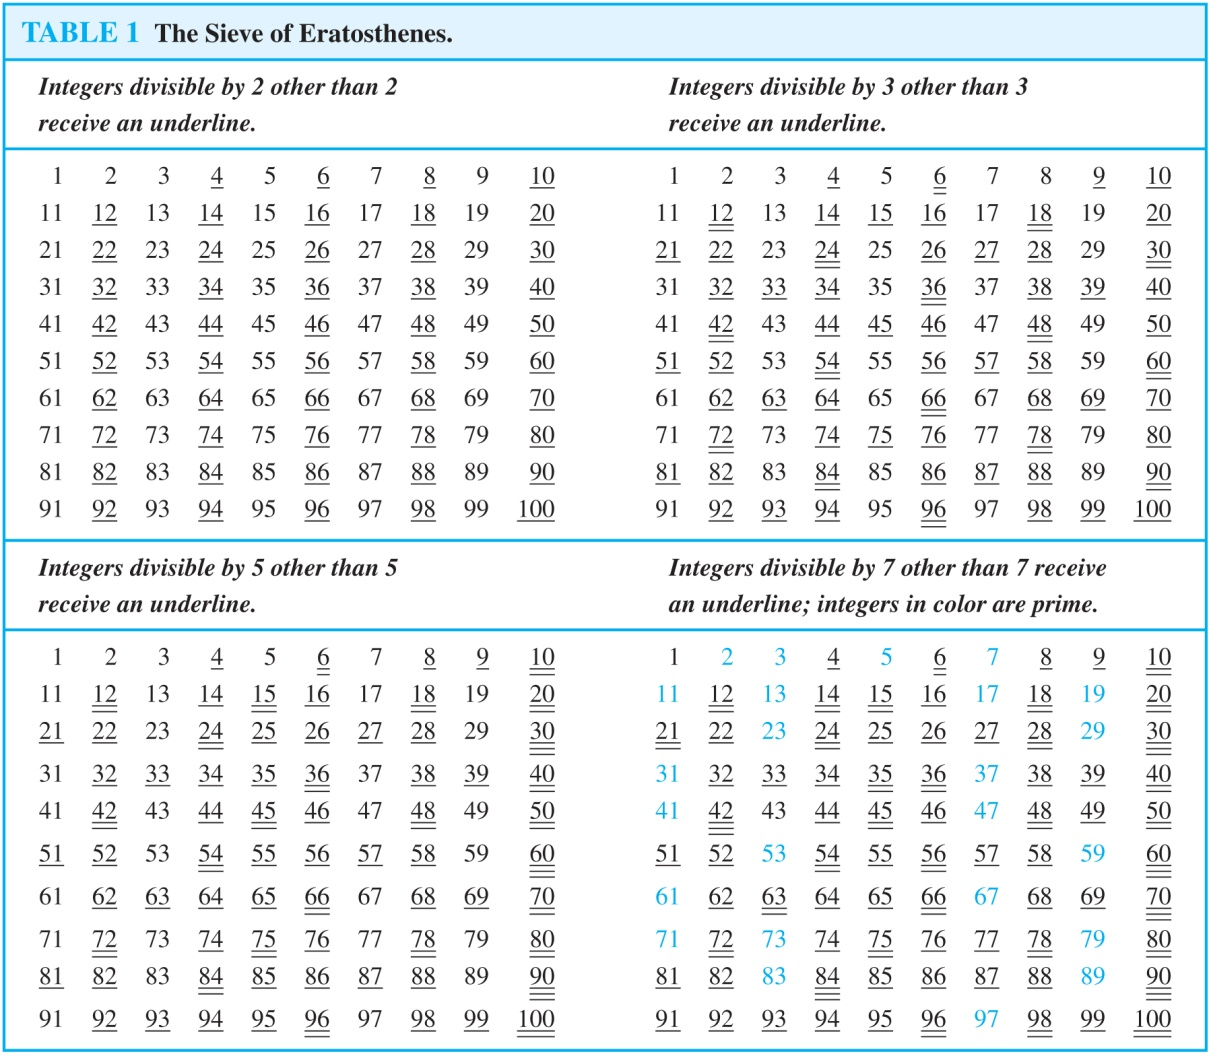 TABLE 1 The Sieve of Eratosthenes.
Integers divisible by 2 other than 2
receive an underline.
1 2 3 4 5 6 7 8 9 10
11 12 13 14 15 16 17 18 19 20
21 22 23 24 25 26 27 28 29 30
31 32 33 34 35 36 37 38 39 40
41 42 43 44 45 46 47 48 49 50
51 52 53 54 55 56 57 58 59 60
61 62 63 64 65 66 67 68 69 70
71 72 73 74 75 76 77 78 79 80
81 82 83 84 85 86 87 88 89 90
91 92 93 94 95 96 97 98 99 100
Integers divisible by 3 other than 3
receive an underline.
1 2 3 4 5 6 7 8 9 10
11 12 13 14 15 16 17 18 19 20
21 22 23 24 25 26 27 28 29 30
31 32 33 34 35 36 37 38 39 40
41 42 43 44 45 46 47 48 49 50
51 52 53 54 55 56 57 58 59 60
61 62 63 64 65 66 67 68 69 70
71 72 73 74 75 76 77 78 79 80
81 82 83 84 85 86 87 88 89 90
91 92 93 94 95 96 97 98 99 100
Integers divisible by 5 other than 5
receive an underline.
1 2 3 4 5 6 7 8 9 10
11 12 13 14 15 16 17 18 19 20
21 22 23 24 25 26 27 28 29 30
31 32 33 34 35 36 37 38 39 40
41 42 43 44 45 46 47 48 49 50
51 52 53 54 55 56 57 58 59 60
61 62 63 64 65 66 67 68 69 70
71 72 73 74 75 76 77 78 79 80
81 82 83 84 85 86 87 88 89 90
91 92 93 94 95 96 97 98 99 100
Integers divisible by 7 other than 7 receive
an underline; integers in color are prime.
1 2 3 4 5 6 7 8 9 10
11 12 13 14 15 16 17 18 19 20
21 22 23 24 25 26 27 28 29 30
31 32 33 34 35 36 37 38 39 40
41 42 43 44 45 46 47 48 49 50
51 52 53 54 55 56 57 58 59 60
61 62 63 64 65 66 67 68 69 70
71 72 73 74 75 76 77 78 79 80
81 82 83 84 85 86 87 88 89 90
91 92 93 94 95 96 97 98 99 100